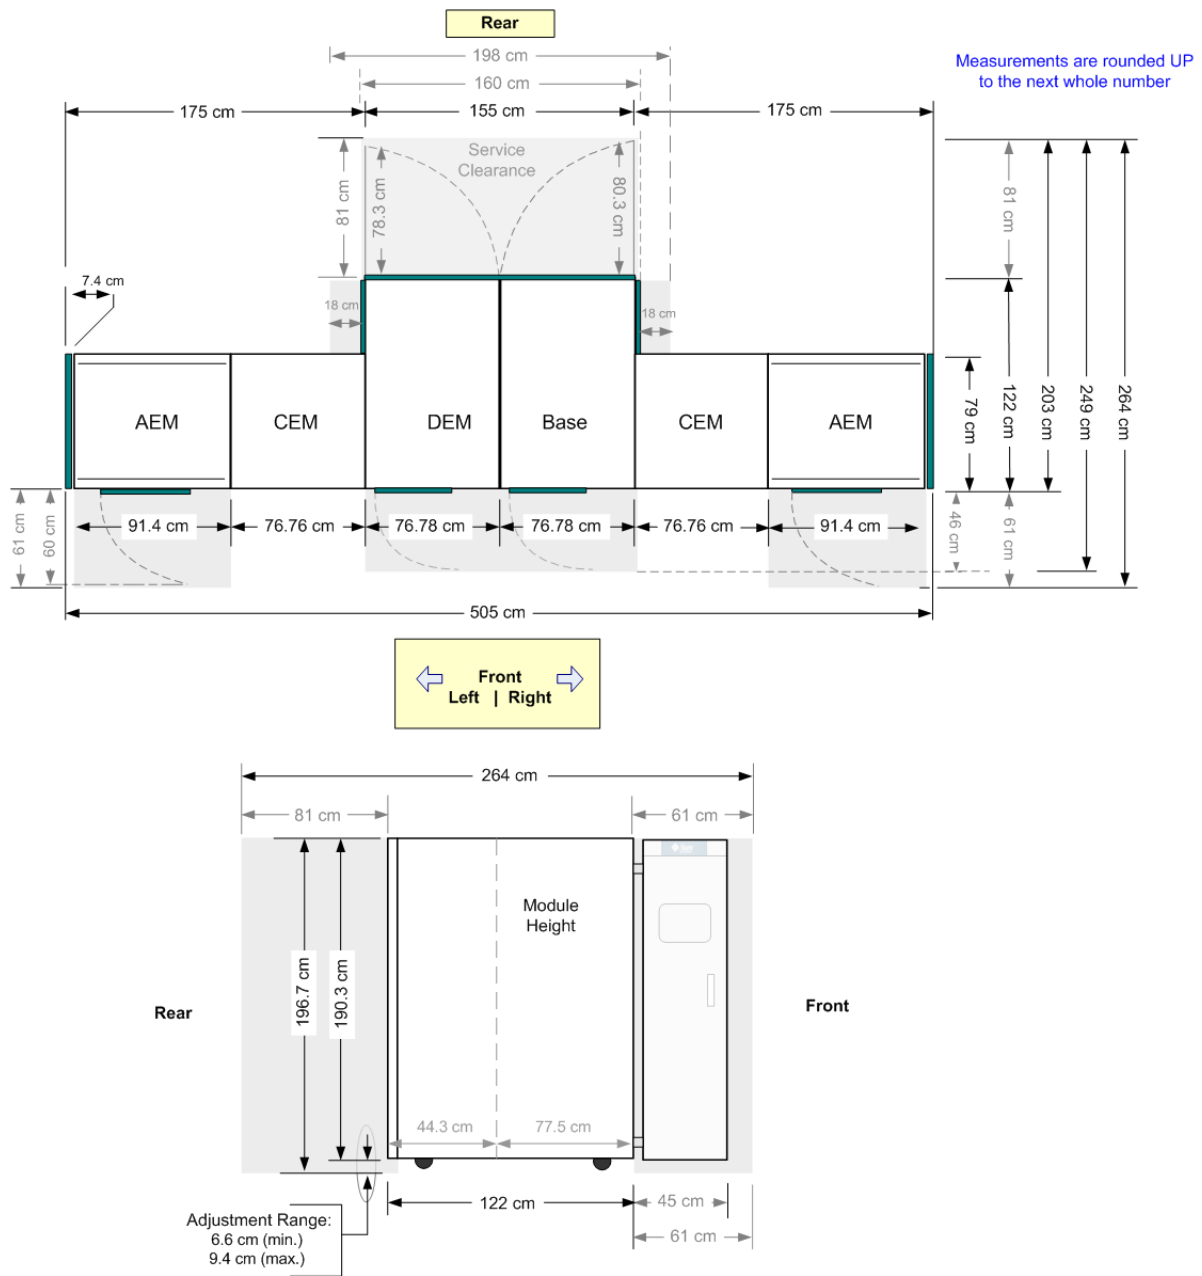 Rear
198 cm
Measurements are rounded UP
to the next whole number
160 cm
175 cm
155 cm
175 cm
Service
Clearance
81 cm
78.3 cm
80.3 cm
81 cm
7.4 cm
18 cm
18 cm
AEM
CEM
DEM
Base
CEM
AEM
79 cm
122 cm
203 cm
249 cm
264 cm
61 cm
60 cm
91.4 cm
76.76 cm
76.78 cm
76.78 cm
76.76 cm
91.4 cm
46 cm
61 cm
505 cm
Front
Left | Right
264 cm
81 cm
61 cm
Module
Height
196.7 cm
190.3 cm
Rear
Front
44.3 cm
77.5 cm
122 cm
45 cm
61 cm
Adjustment Range:
6.6 cm (min.)
9.4 cm (max.)